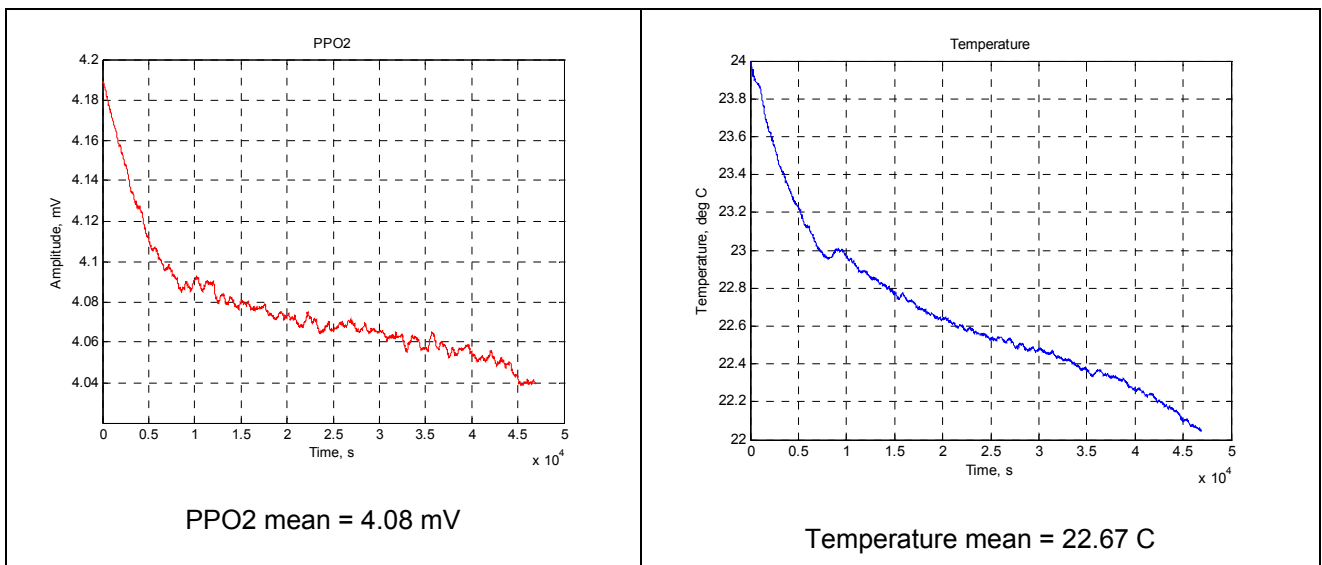 PPO2
4.2
4.18
4.16
4.14
4.12
4.1
4.08
4.06
4.04
Amplitude, mV
0 0.5 1 1.5 2 2.5 3 3.5 4 4.5 5
Time, s
x 10^4
PPO2 mean = 4.08 mV
Temperature
24
23.8
23.6
23.4
23.2
23
22.8
22.6
22.4
22.2
22
Temperature, deg C
0 0.5 1 1.5 2 2.5 3 3.5 4 4.5 5
Time, s
x 10^4
Temperature mean = 22.67 C